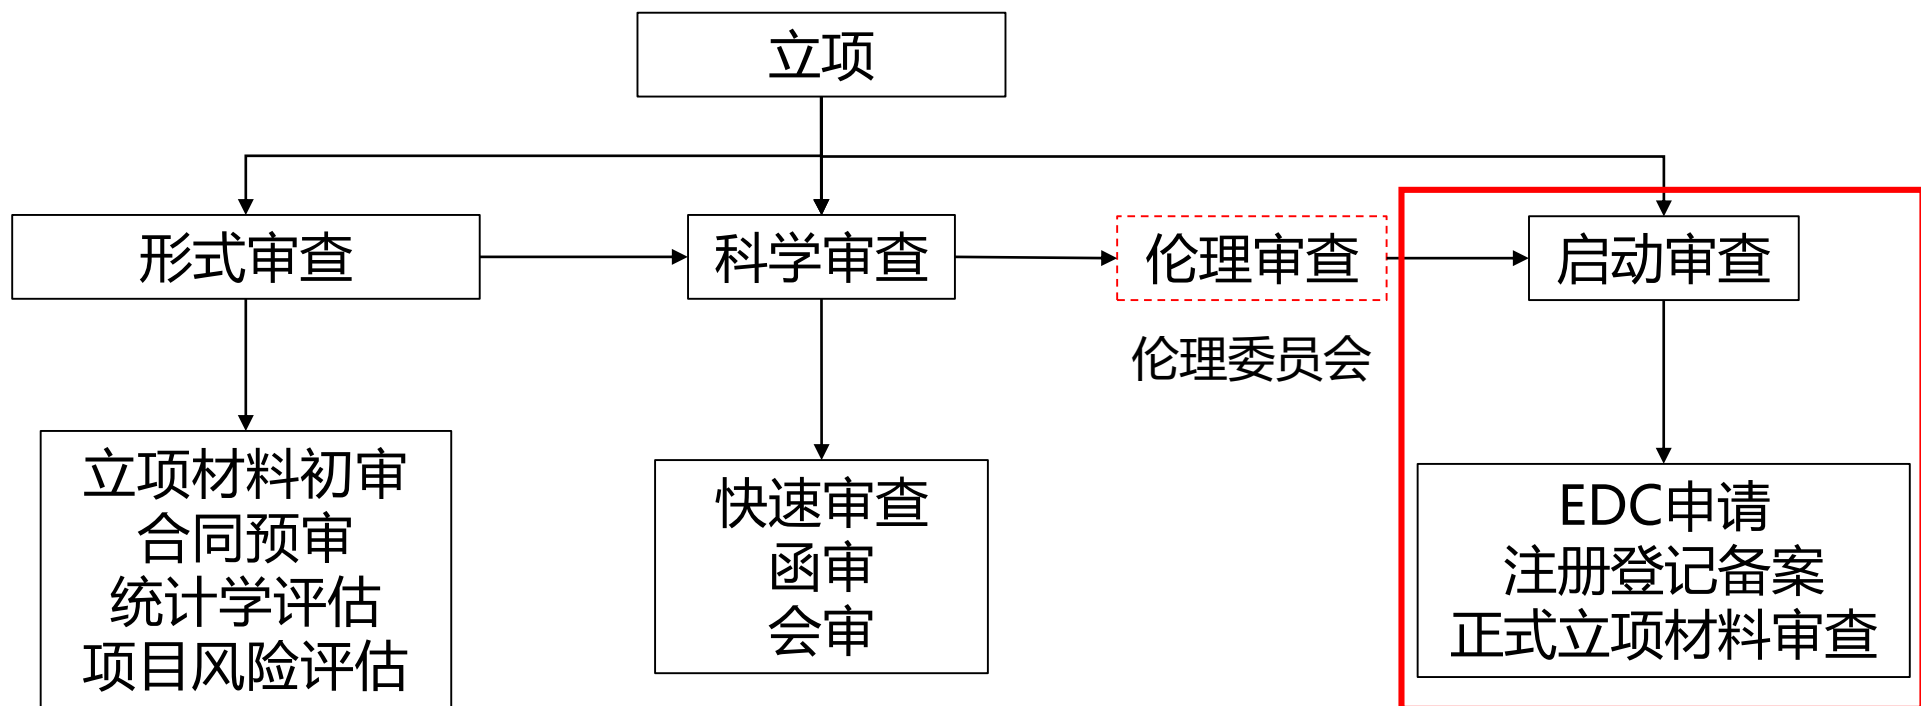 立项
形式审查
科学审查
伦理审查
启动审查
伦理委员会
立项材料初审
合同预审
统计学评估
项目风险评估
快速审查
函审
会审
EDC申请
注册登记备案
正式立项材料审查